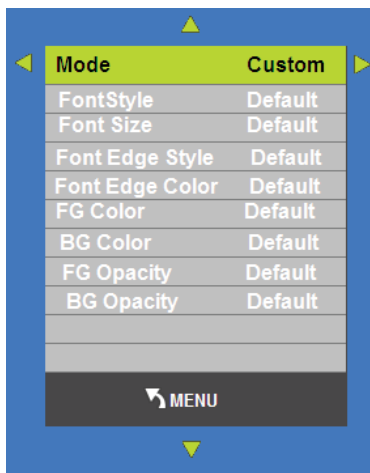 Mode Custom
FontStyle Default
Font Size Default
Font Edge Style Default
Font Edge Color Default
FG Color Default
BG Color Default
FG Opacity Default
BG Opacity Default
MENU